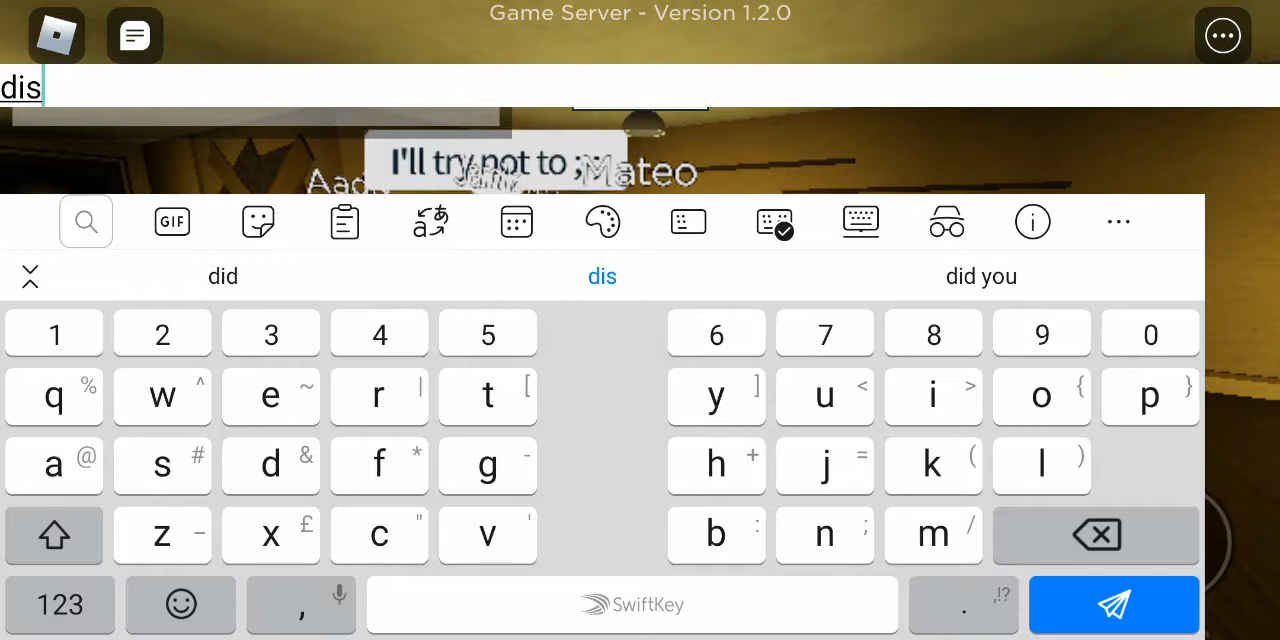 Game Server - Version 1.2.0
dis
I'll try not to ;
Mateo
GIF
did dis did you
1 2 3 4 5 6 7 8 9 0
q % w ^ e ~ r | t [ y ] u < i > o { p }
a @ s # d & f * g - h + j = k ( l )
z _ x £ c " v ' b : n ; m /
123 , SwiftKey . ,!?